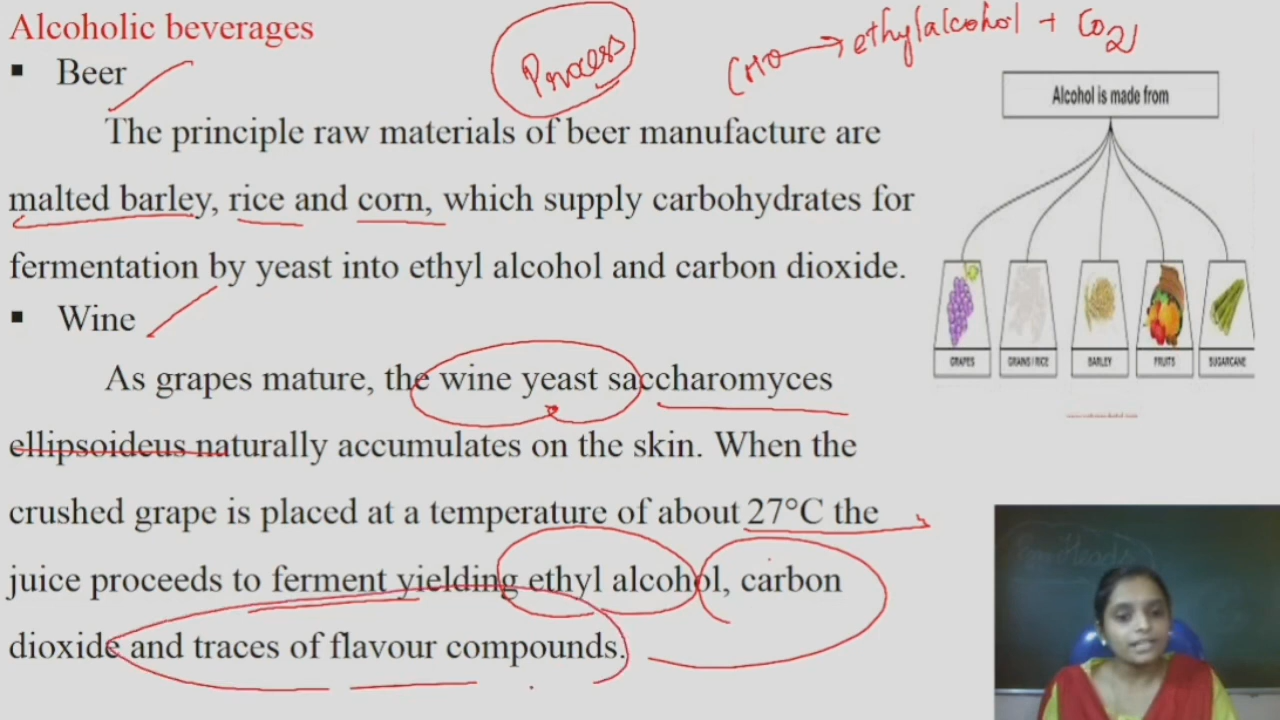 Alcoholic beverages
Process
CHO → ethylalcohol + CO2
▪ Beer
The principle raw materials of beer manufacture are
malted barley, rice and corn, which supply carbohydrates for
fermentation by yeast into ethyl alcohol and carbon dioxide.
▪ Wine
As grapes mature, the wine yeast saccharomyces
ellipsoideus naturally accumulates on the skin. When the
crushed grape is placed at a temperature of about 27°C the
juice proceeds to ferment yielding ethyl alcohol, carbon
dioxide and traces of flavour compounds.
Alcohol is made from
GRAPES GRAINS / RICE BARLEY FRUITS SUGARCANE